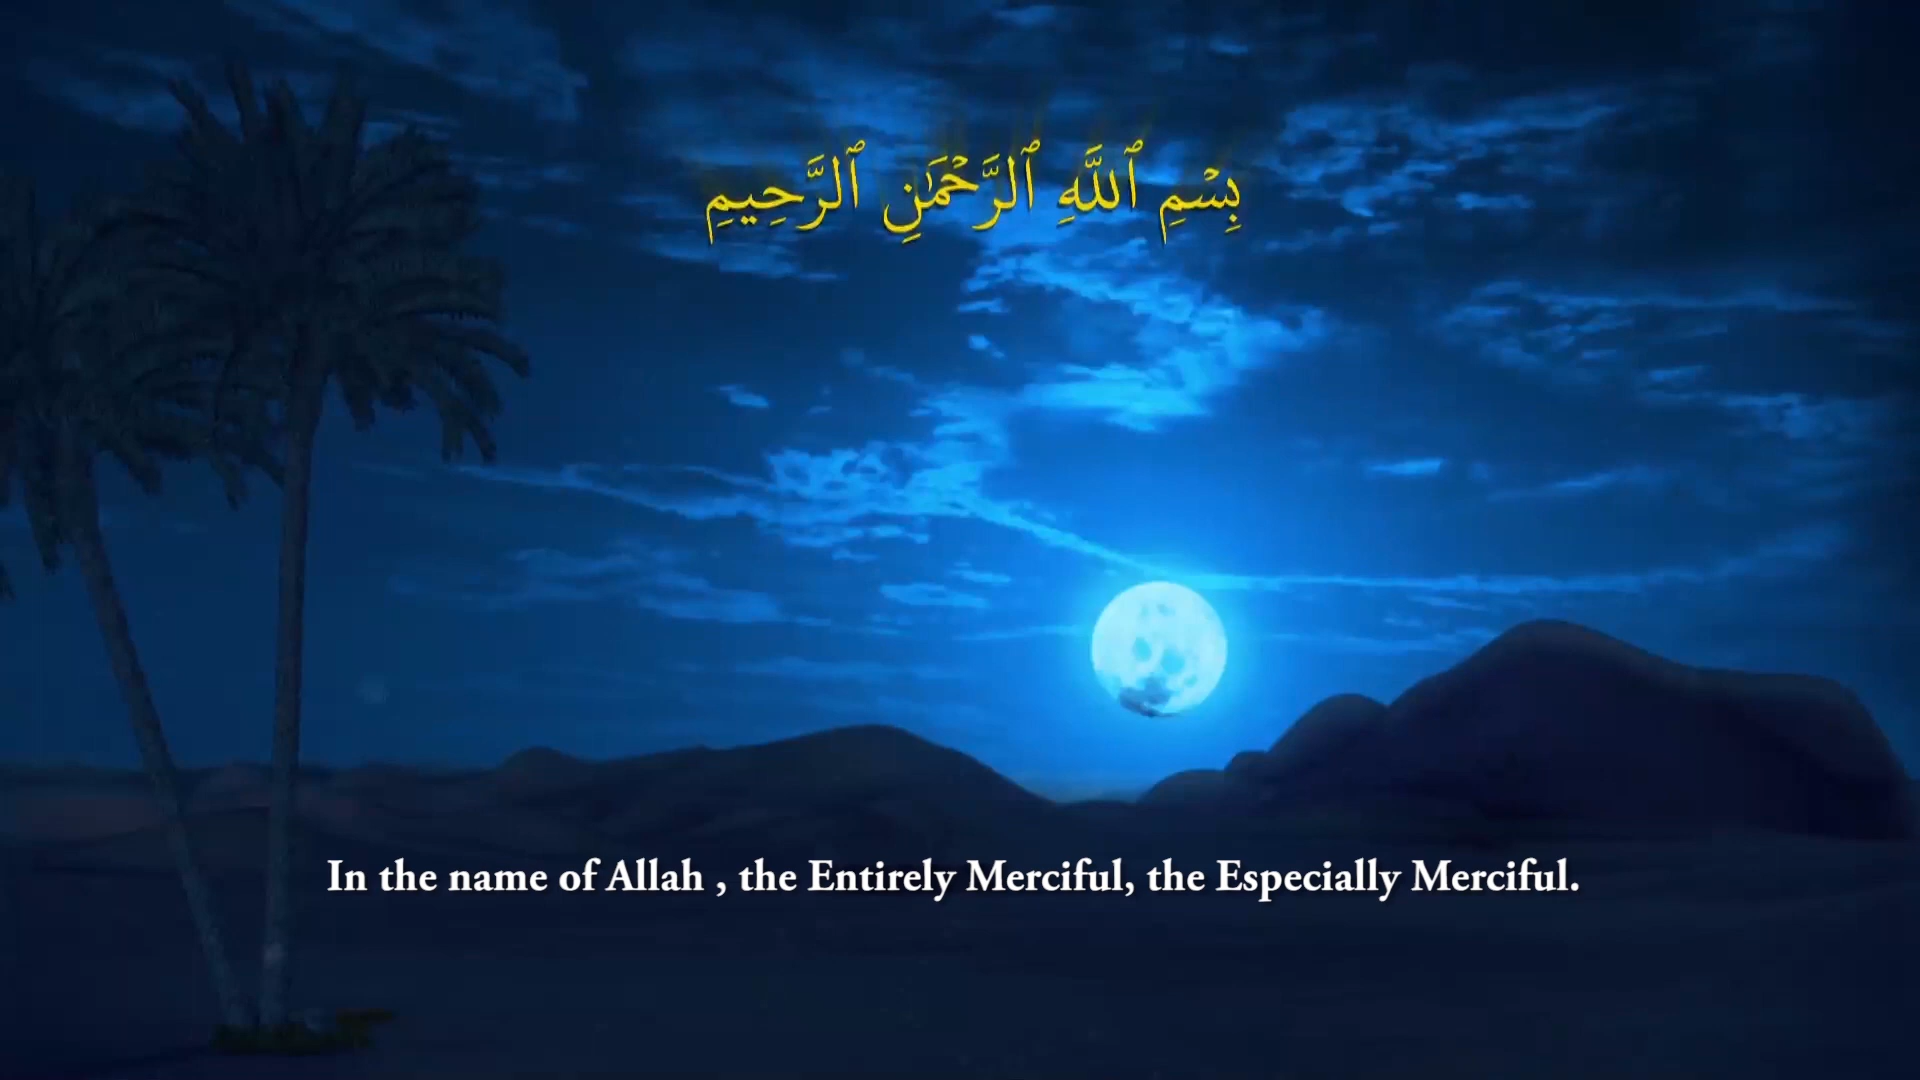 بِسْمِ ٱللَّهِ ٱلرَّحْمَٰنِ ٱلرَّحِيمِ
In the name of Allah , the Entirely Merciful, the Especially Merciful.